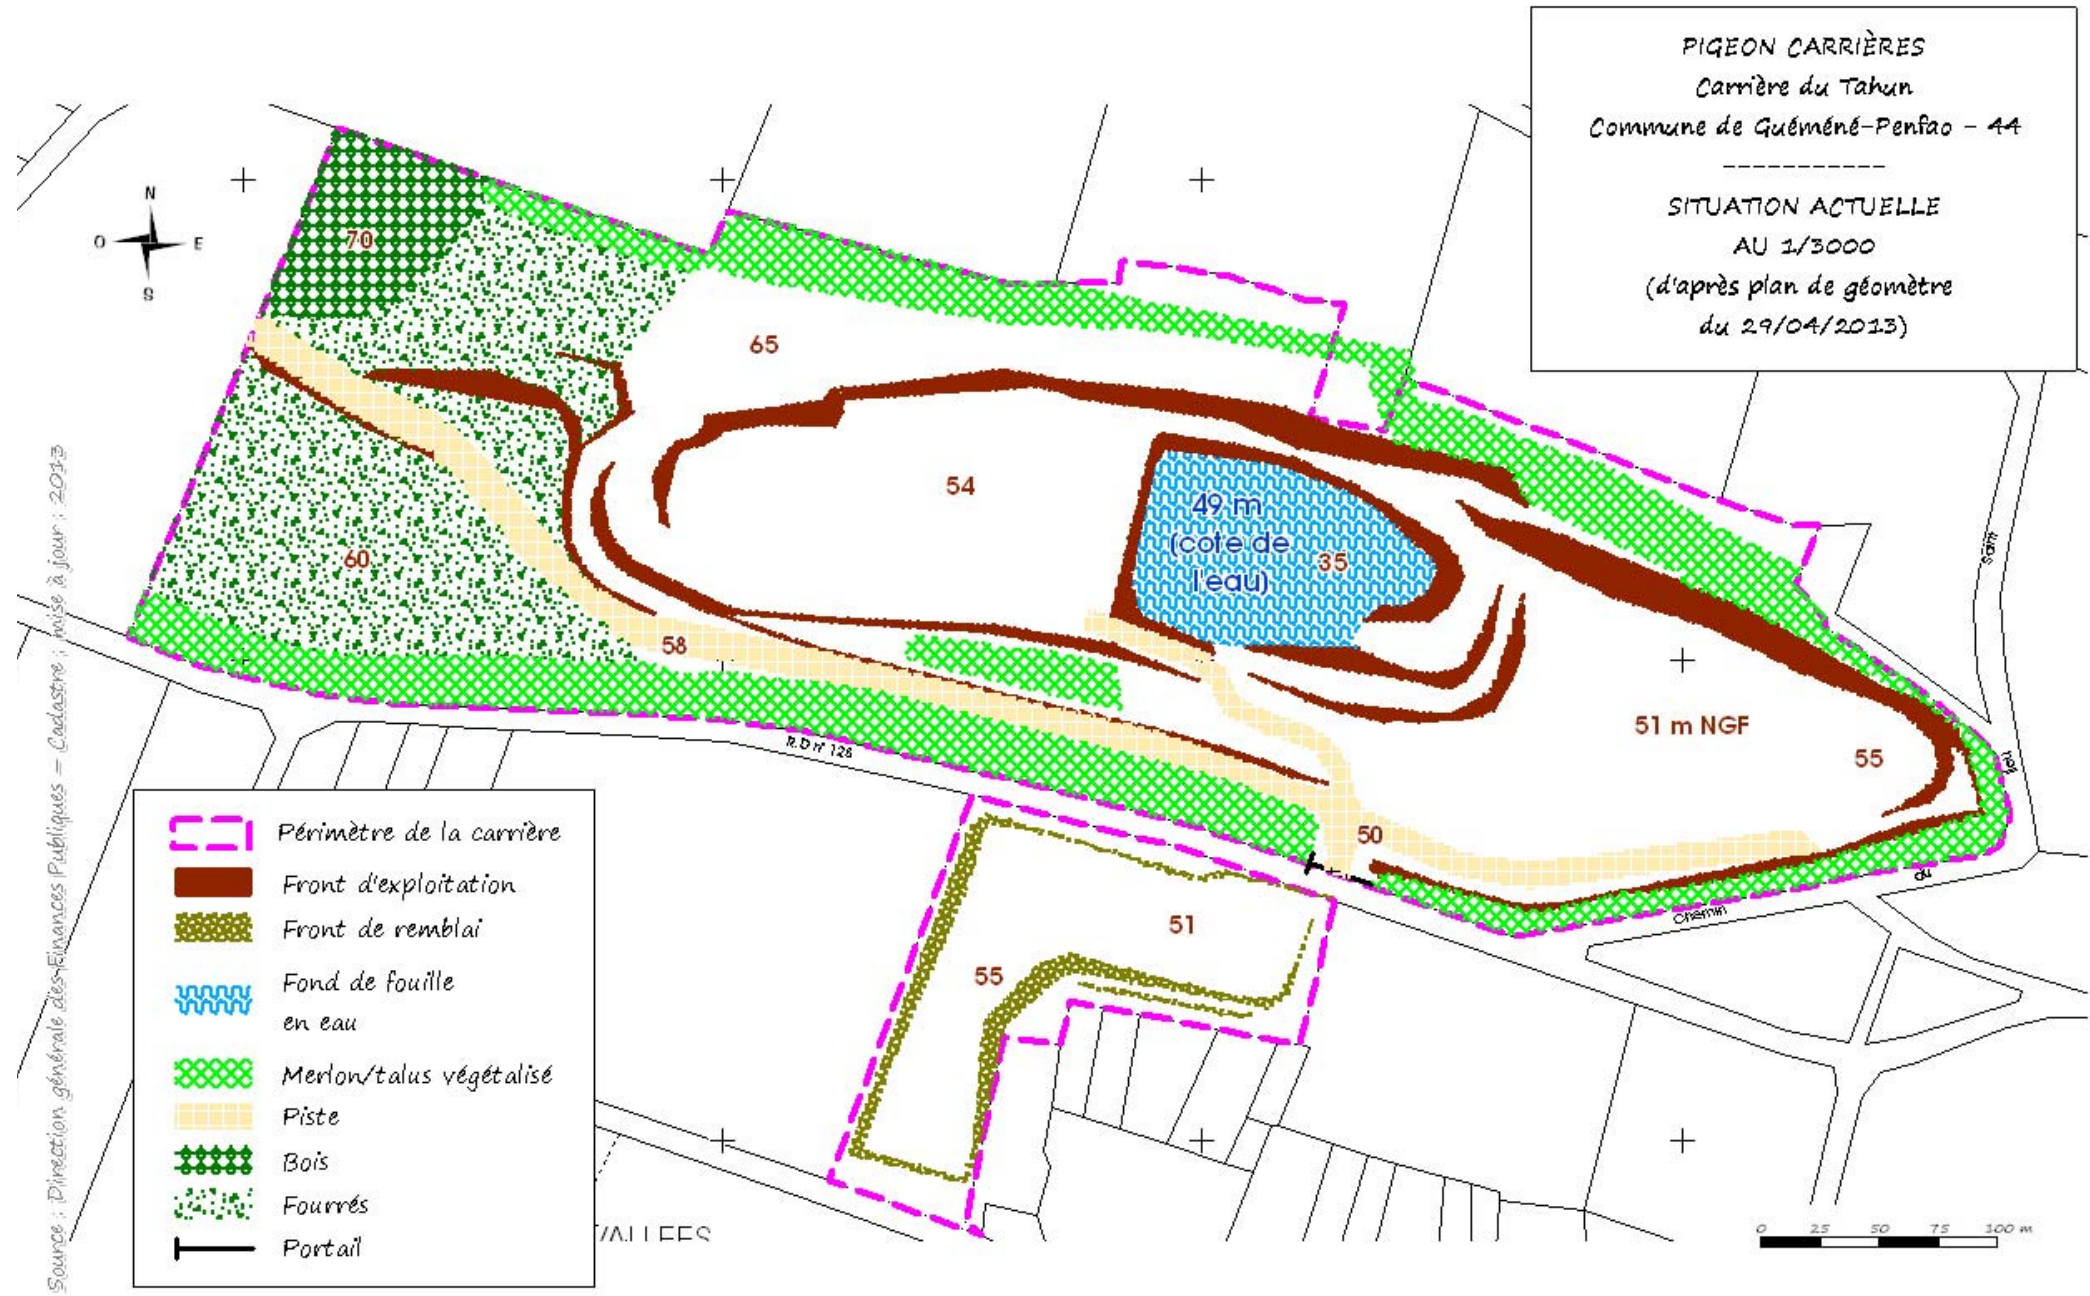 PIGEON CARRIÈRES
Carrière du Tahun
Commune de Guéméné-Penfao - 44
-----------
SITUATION ACTUELLE
AU 1/3000
(d'après plan de géomètre
du 29/04/2013)
N
O
E
S
70
65
54
49 m
(cote de
l'eau)
35
60
58
51 m NGF
55
50
51
55
R.D n° 128
Saint
Chemin
du
Périmètre de la carrière
Front d'exploitation
Front de remblai
Fond de fouille
en eau
Merlon/talus végétalisé
Piste
Bois
Fourrés
Portail
VALLEES
0 25 50 75 100 m
Source : Direction générale des Finances Publiques - Cadastre ; mise à jour : 2013